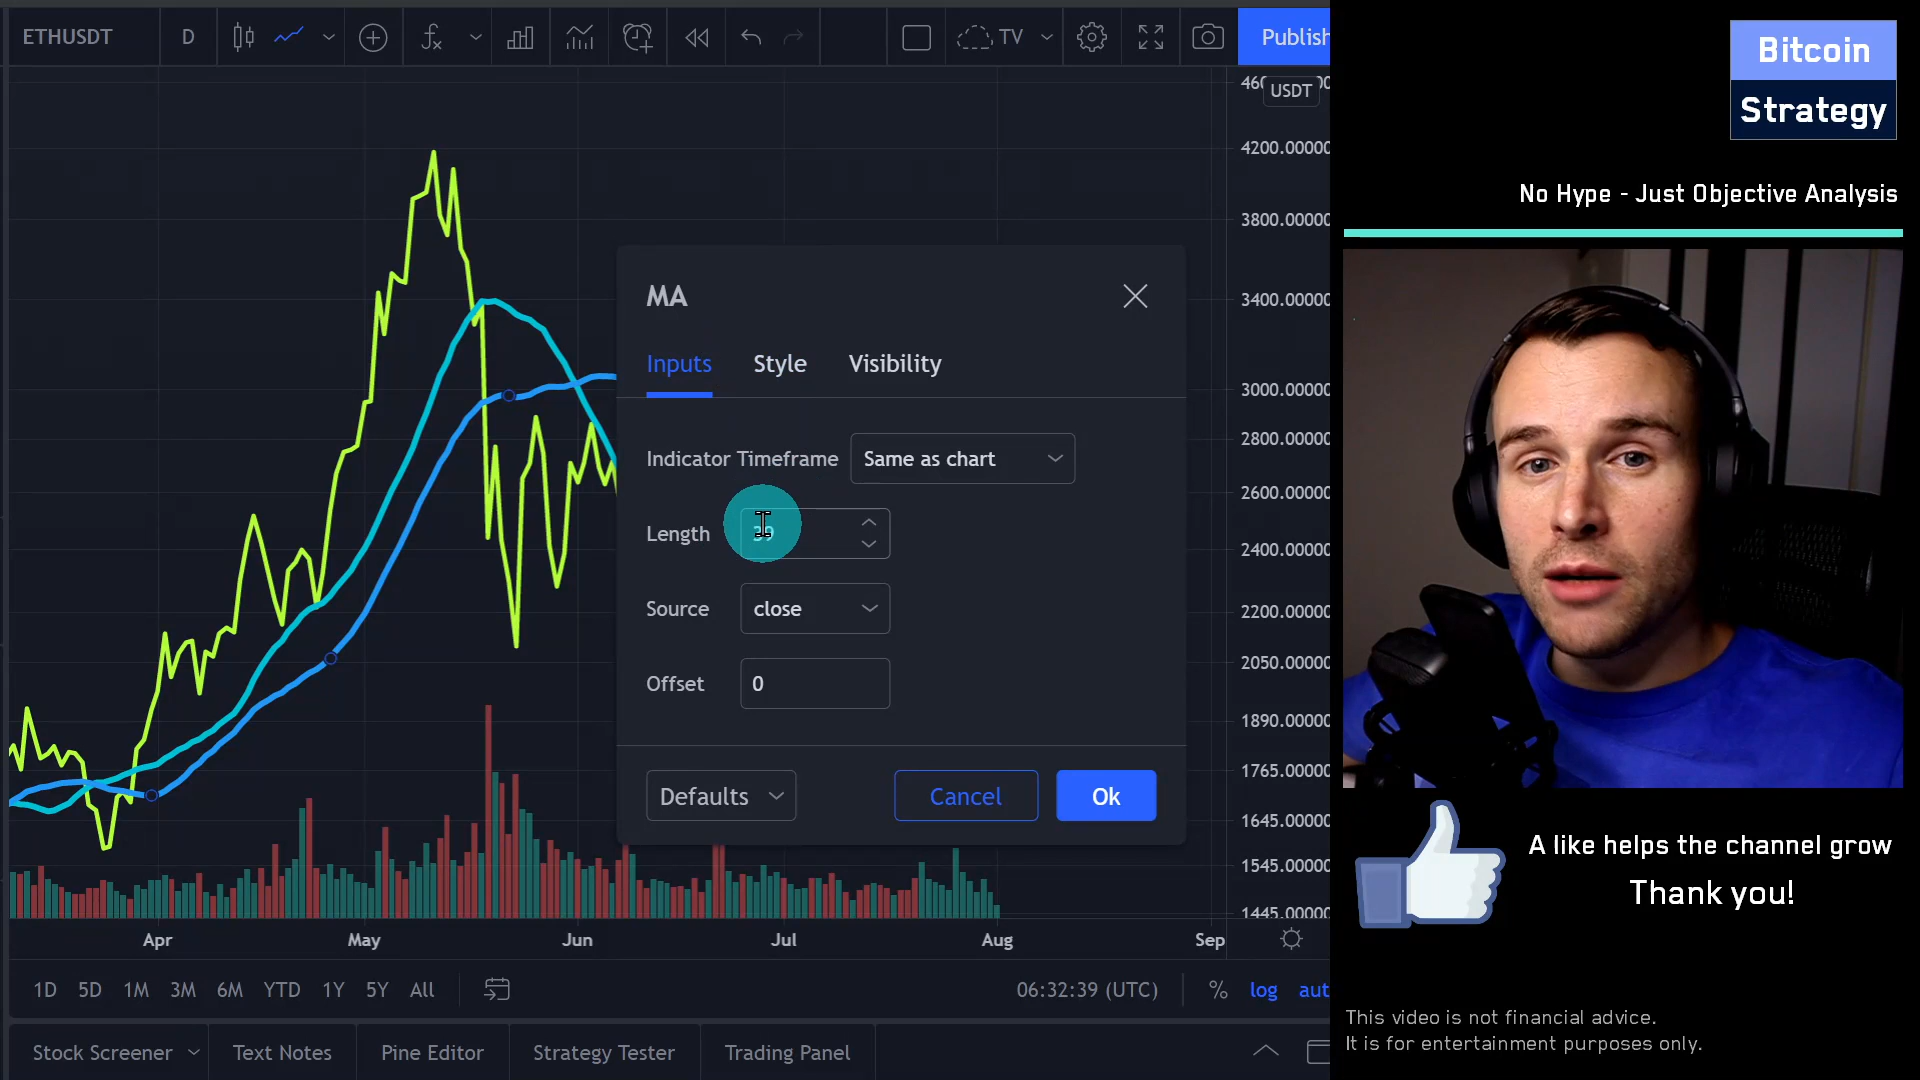 ETHUSDT
D
TV
Publish
USDT
4200.00000
3800.00000
3400.00000
3000.00000
2800.00000
2600.00000
2400.00000
2200.00000
2050.00000
1890.00000
1765.00000
1645.00000
1545.00000
1445.00000
MA
Inputs Style Visibility
Indicator Timeframe Same as chart
Length 39
Source close
Offset 0
Defaults Cancel Ok
Apr May Jun Jul Aug Sep
1D 5D 1M 3M 6M YTD 1Y 5Y All
06:32:39 (UTC) % log aut
Stock Screener Text Notes Pine Editor Strategy Tester Trading Panel
Bitcoin
Strategy
No Hype - Just Objective Analysis
A like helps the channel grow
Thank you!
This video is not financial advice.
It is for entertainment purposes only.